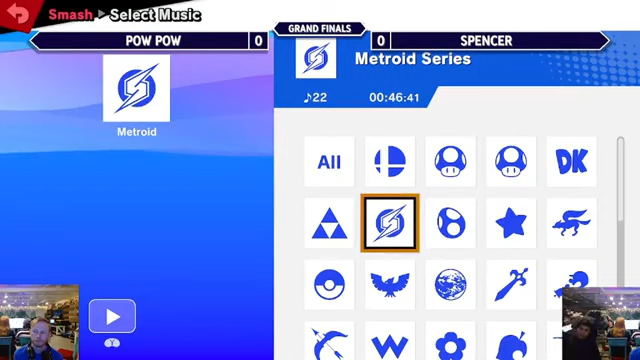 Smash ▸ Select Music
GRAND FINALS
POW POW 0
0 SPENCER
Metroid Series
♪22 00:46:41
Metroid
All
DK
Y